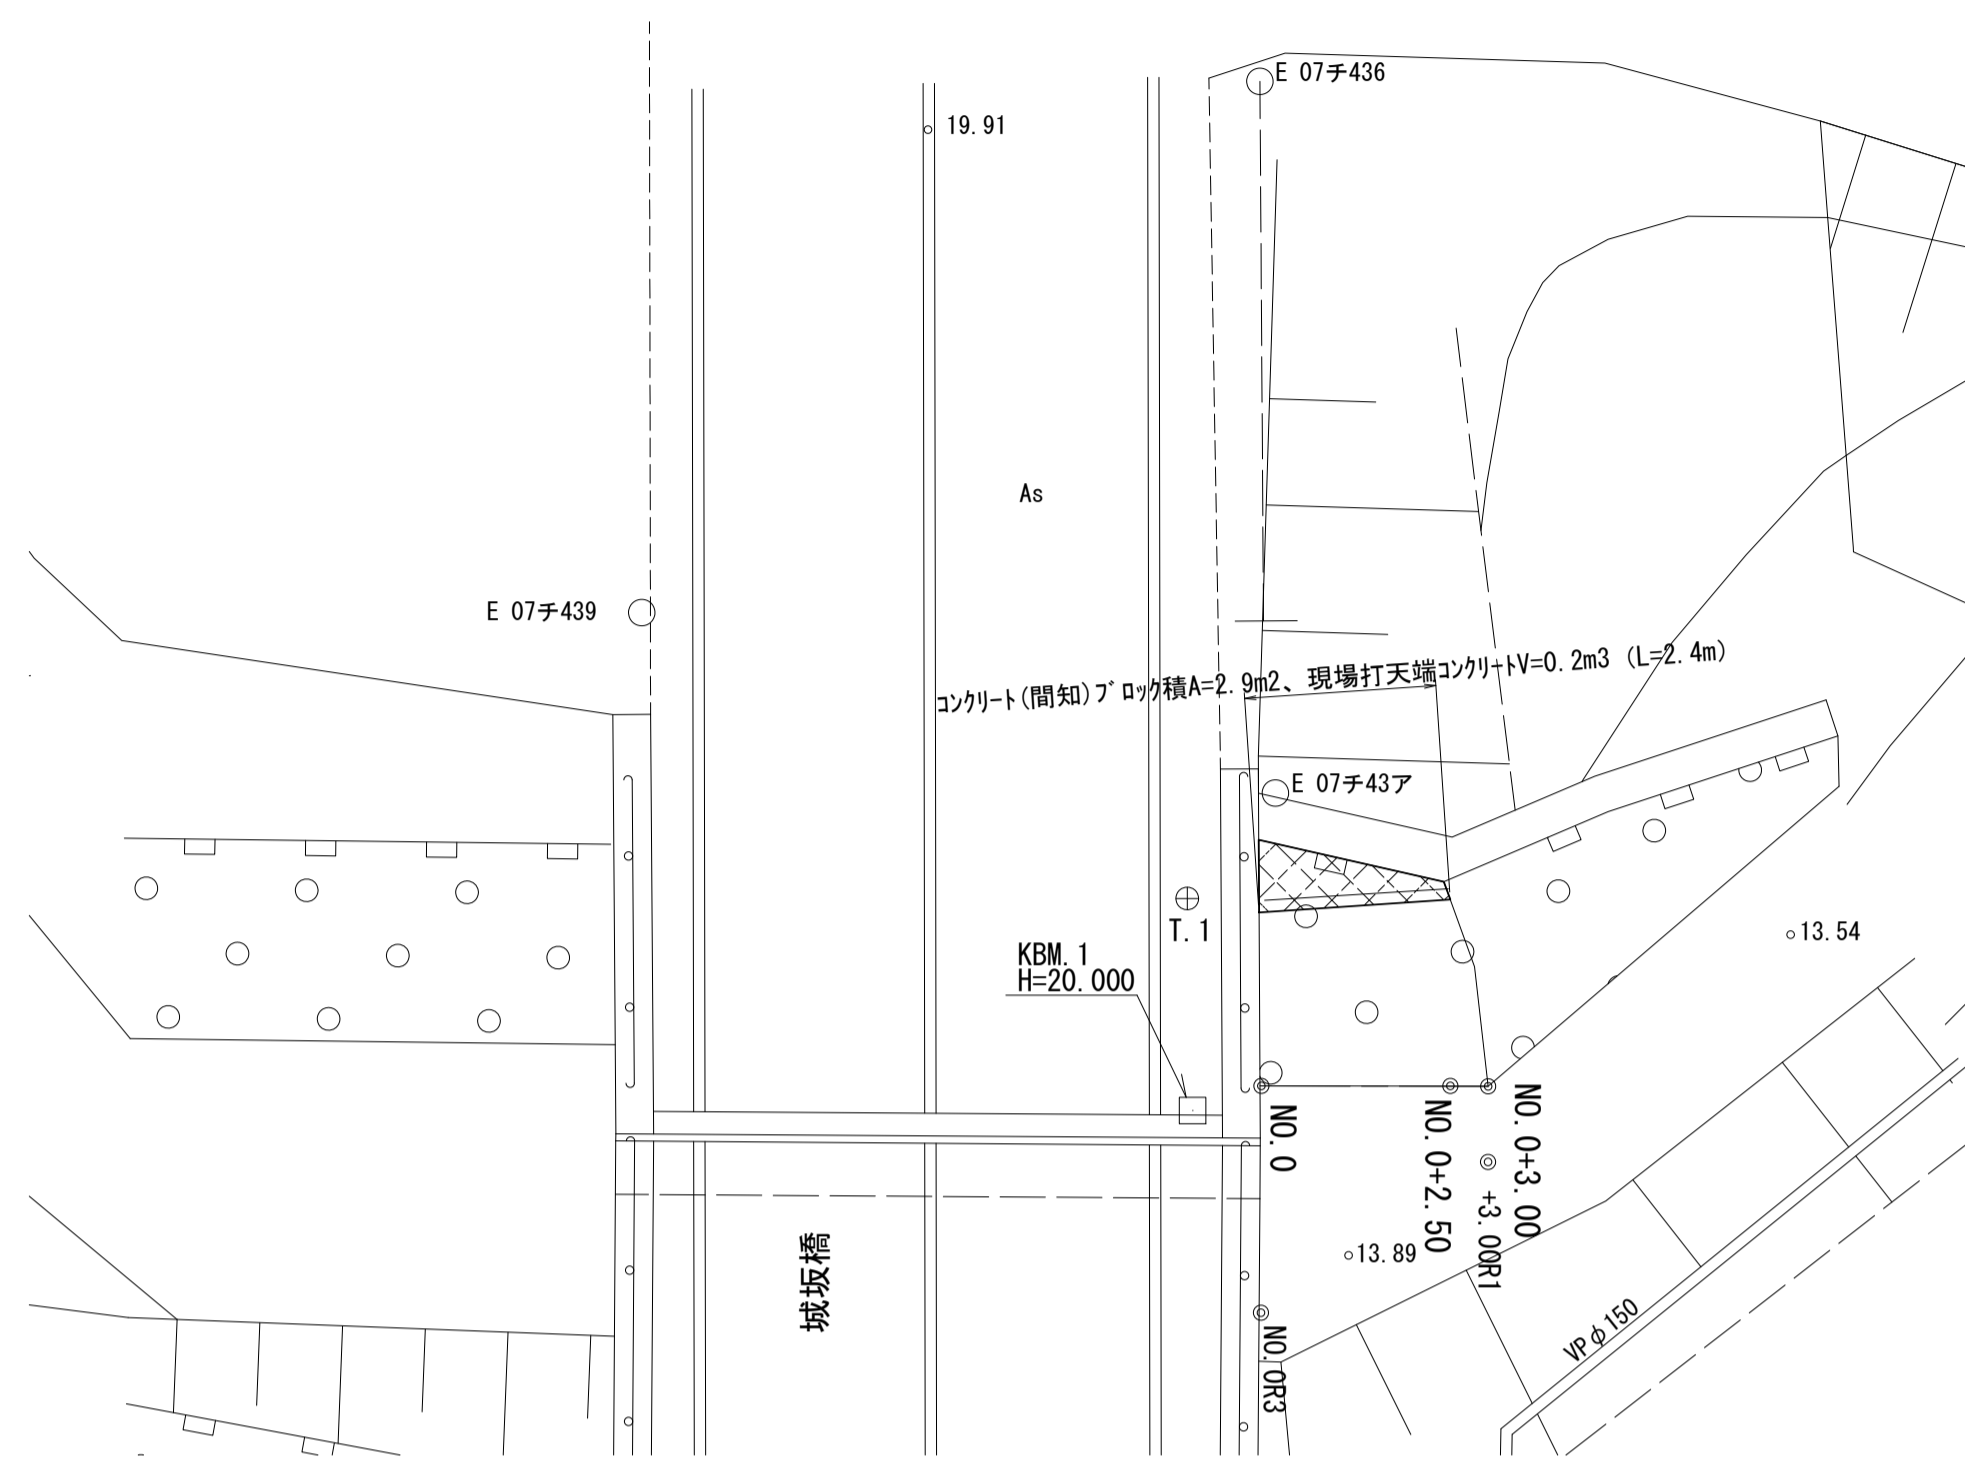 E 07チ436
19.91
As
E 07チ439
コンクリート(間知)ブロック積A=2.9m2、現場打天端コンクリートV=0.2m3 (L=2.4m)
E 07チ43ア
T.1
13.54
KBM.1
H=20.000
NO.0
NO.0+2.50
NO.0+3.00
+3.00R1
13.89
城坂橋
NO.0R3
VPφ150